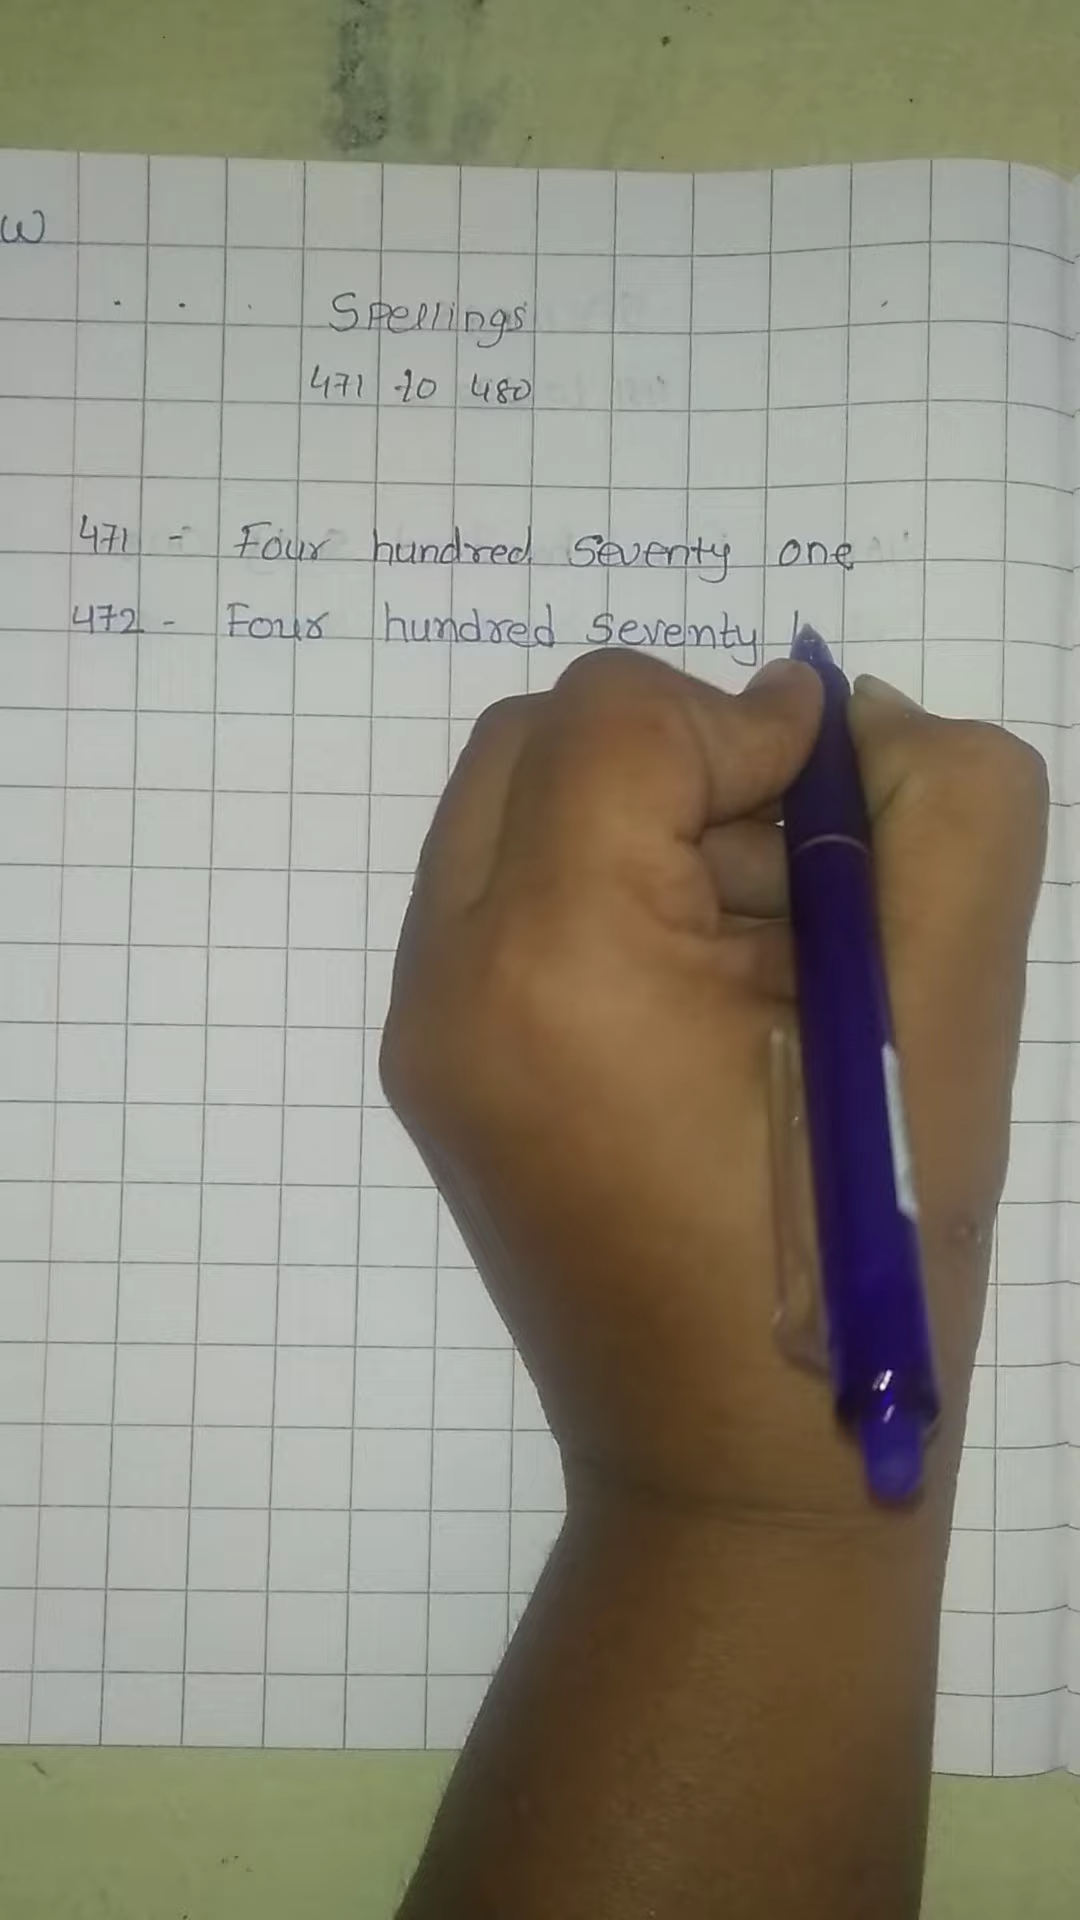 W
Spellings
471 to 480
471 - Four hundred seventy one
472 - Four hundred seventy